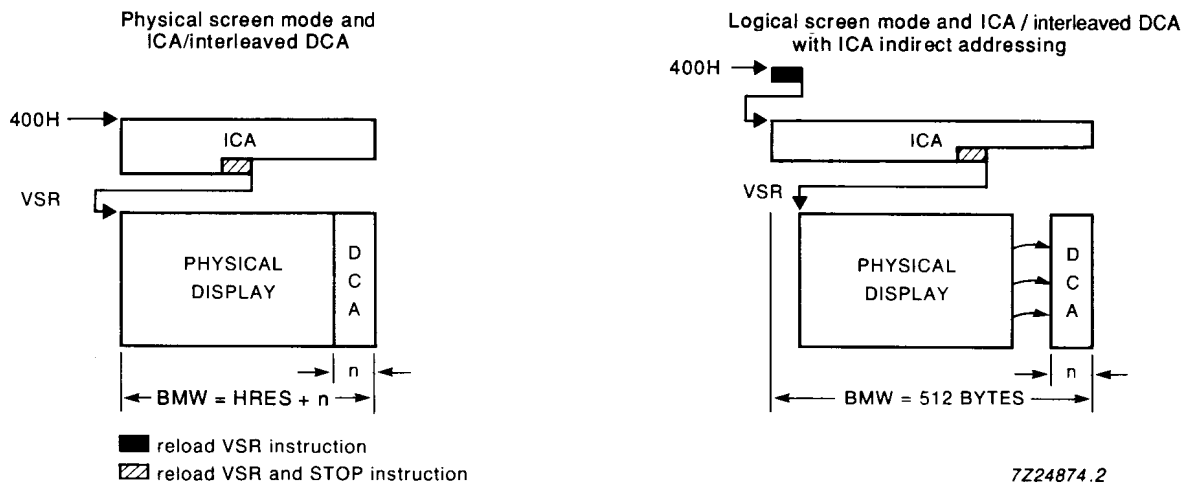 Physical screen mode and
ICA/interleaved DCA
400H
ICA
VSR
PHYSICAL
DISPLAY
D
C
A
n
BMW = HRES + n
reload VSR instruction
reload VSR and STOP instruction
Logical screen mode and ICA / interleaved DCA
with ICA indirect addressing
400H
ICA
VSR
PHYSICAL
DISPLAY
D
C
A
n
BMW = 512 BYTES
7Z24874.2